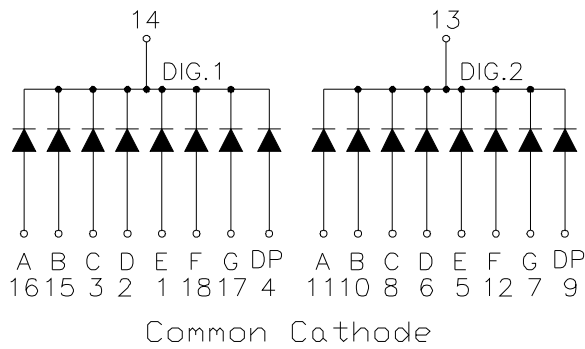 14 13
DIG.1 DIG.2
A B C D E F G DP A B C D E F G DP
16 15 3 2 1 18 17 4 11 10 8 6 5 12 7 9
Common Cathode